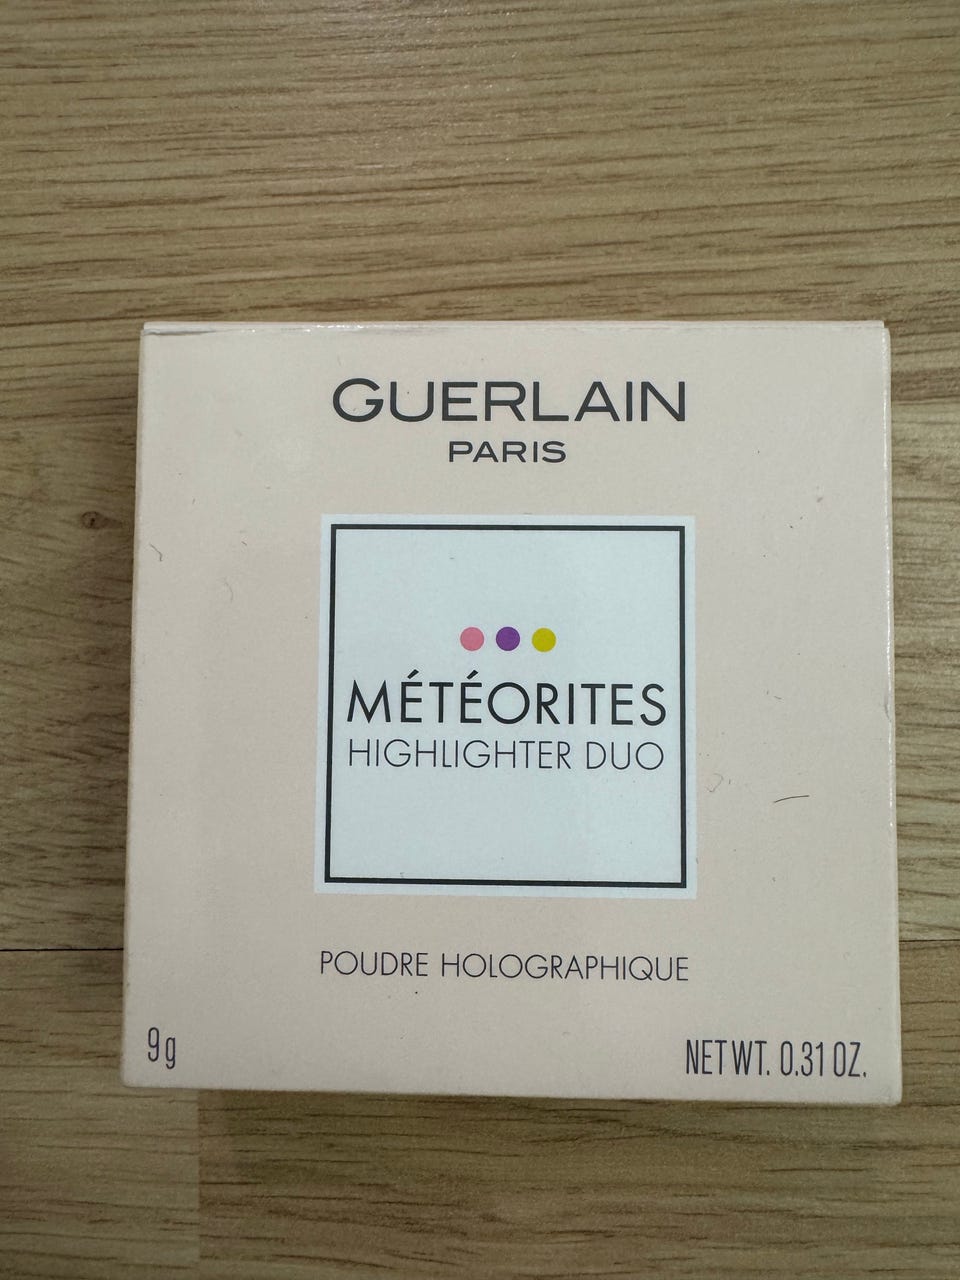 GUERLAIN
PARIS
MÉTÉORITES
HIGHLIGHTER DUO
POUDRE HOLOGRAPHIQUE
9g
NET WT. 0.31 OZ.